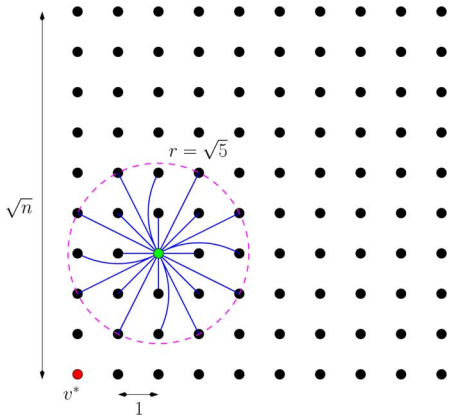 r = √5
√n
v*
1